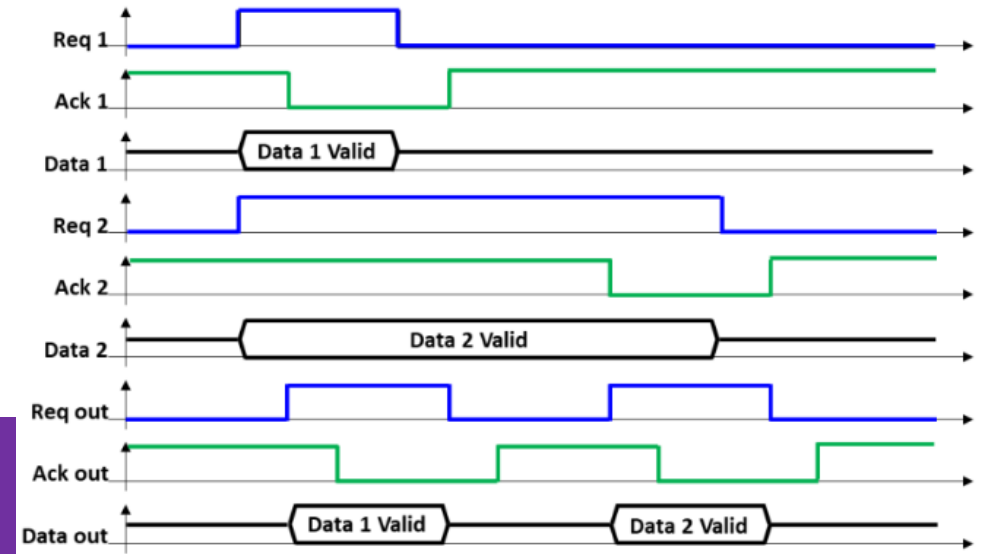 Req 1
Ack 1
Data 1 Valid
Data 1
Req 2
Ack 2
Data 2 Valid
Data 2
Req out
Ack out
Data 1 Valid Data 2 Valid
Data out